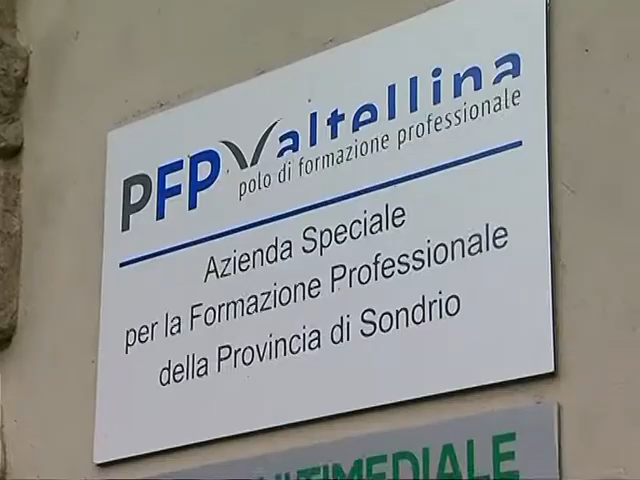 PFP Valtellina
polo di formazione professionale
Azienda Speciale
per la Formazione Professionale
della Provincia di Sondrio